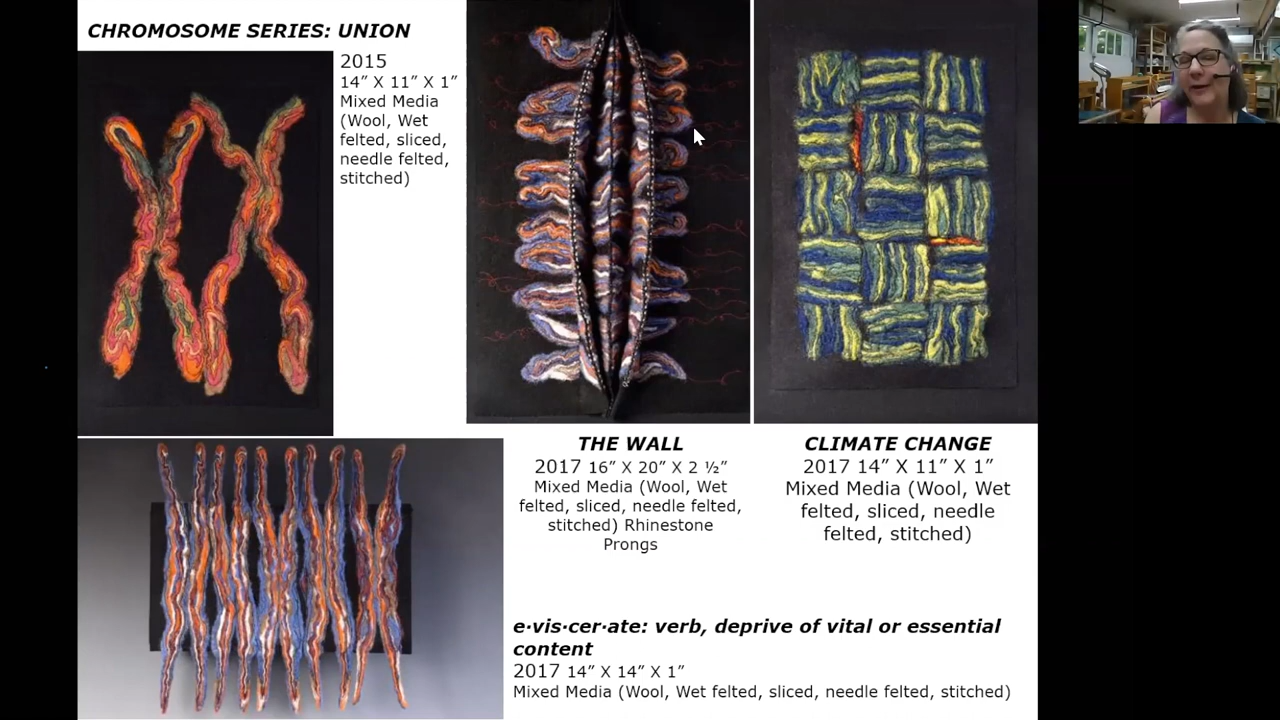 CHROMOSOME SERIES: UNION
2015
14” X 11” X 1”
Mixed Media
(Wool, Wet
felted, sliced,
needle felted,
stitched)
THE WALL
2017 16” X 20” X 2 ½”
Mixed Media (Wool, Wet
felted, sliced, needle felted,
stitched) Rhinestone
Prongs
CLIMATE CHANGE
2017 14” X 11” X 1”
Mixed Media (Wool, Wet
felted, sliced, needle
felted, stitched)
e·vis·cer·ate: verb, deprive of vital or essential
content
2017 14” X 14” X 1”
Mixed Media (Wool, Wet felted, sliced, needle felted, stitched)